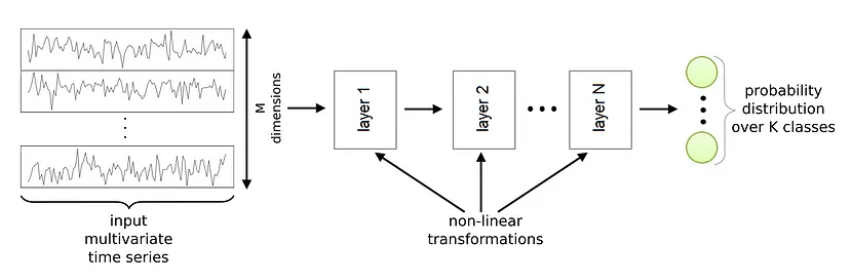 M
dimensions
layer 1
layer 2
layer N
probability
distribution
over K classes
input
multivariate
time series
non-linear
transformations